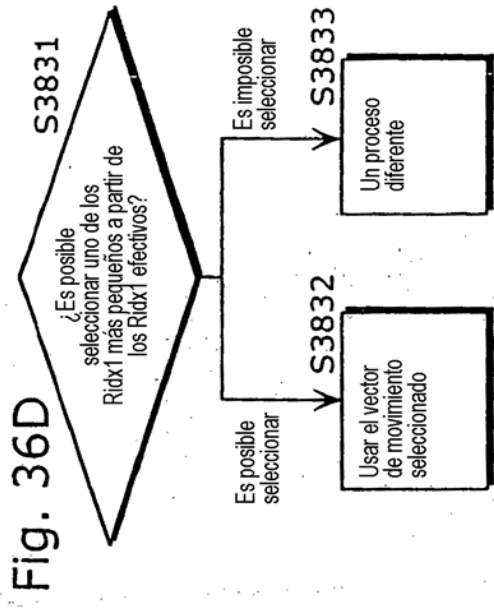 Fig. 36D
S3831
¿Es posible
seleccionar uno de los
Ridx1 más pequeños a partir de
los Ridx1 efectivos?
Es posible
seleccionar
Es imposible
seleccionar
S3832
Usar el vector
de movimiento
seleccionado
S3833
Un proceso
diferente